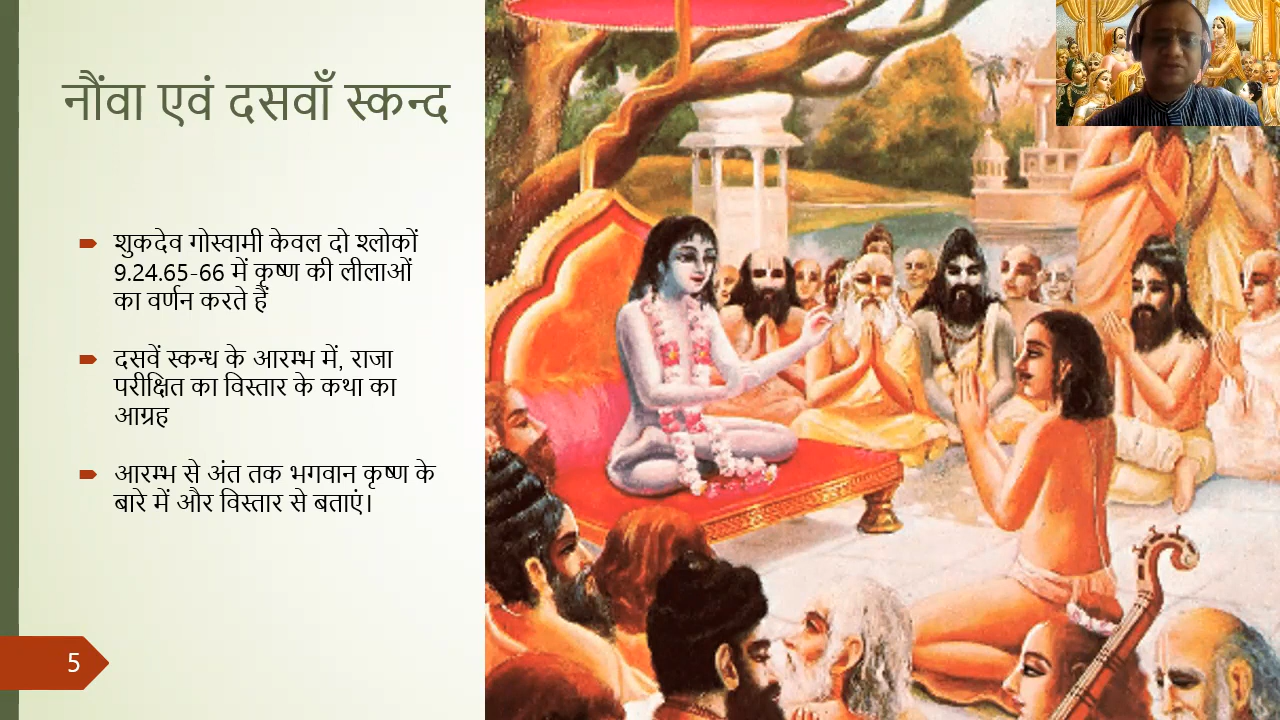 नौंवा एवं दसवाँ स्कन्द
शुकदेव गोस्वामी केवल दो श्लोकों
9.24.65-66 में कृष्ण की लीलाओं
का वर्णन करते हैं
दसवें स्कन्ध के आरम्भ में, राजा
परीक्षित का विस्तार के कथा का
आग्रह
आरम्भ से अंत तक भगवान कृष्ण के
बारे में और विस्तार से बताएं।
5